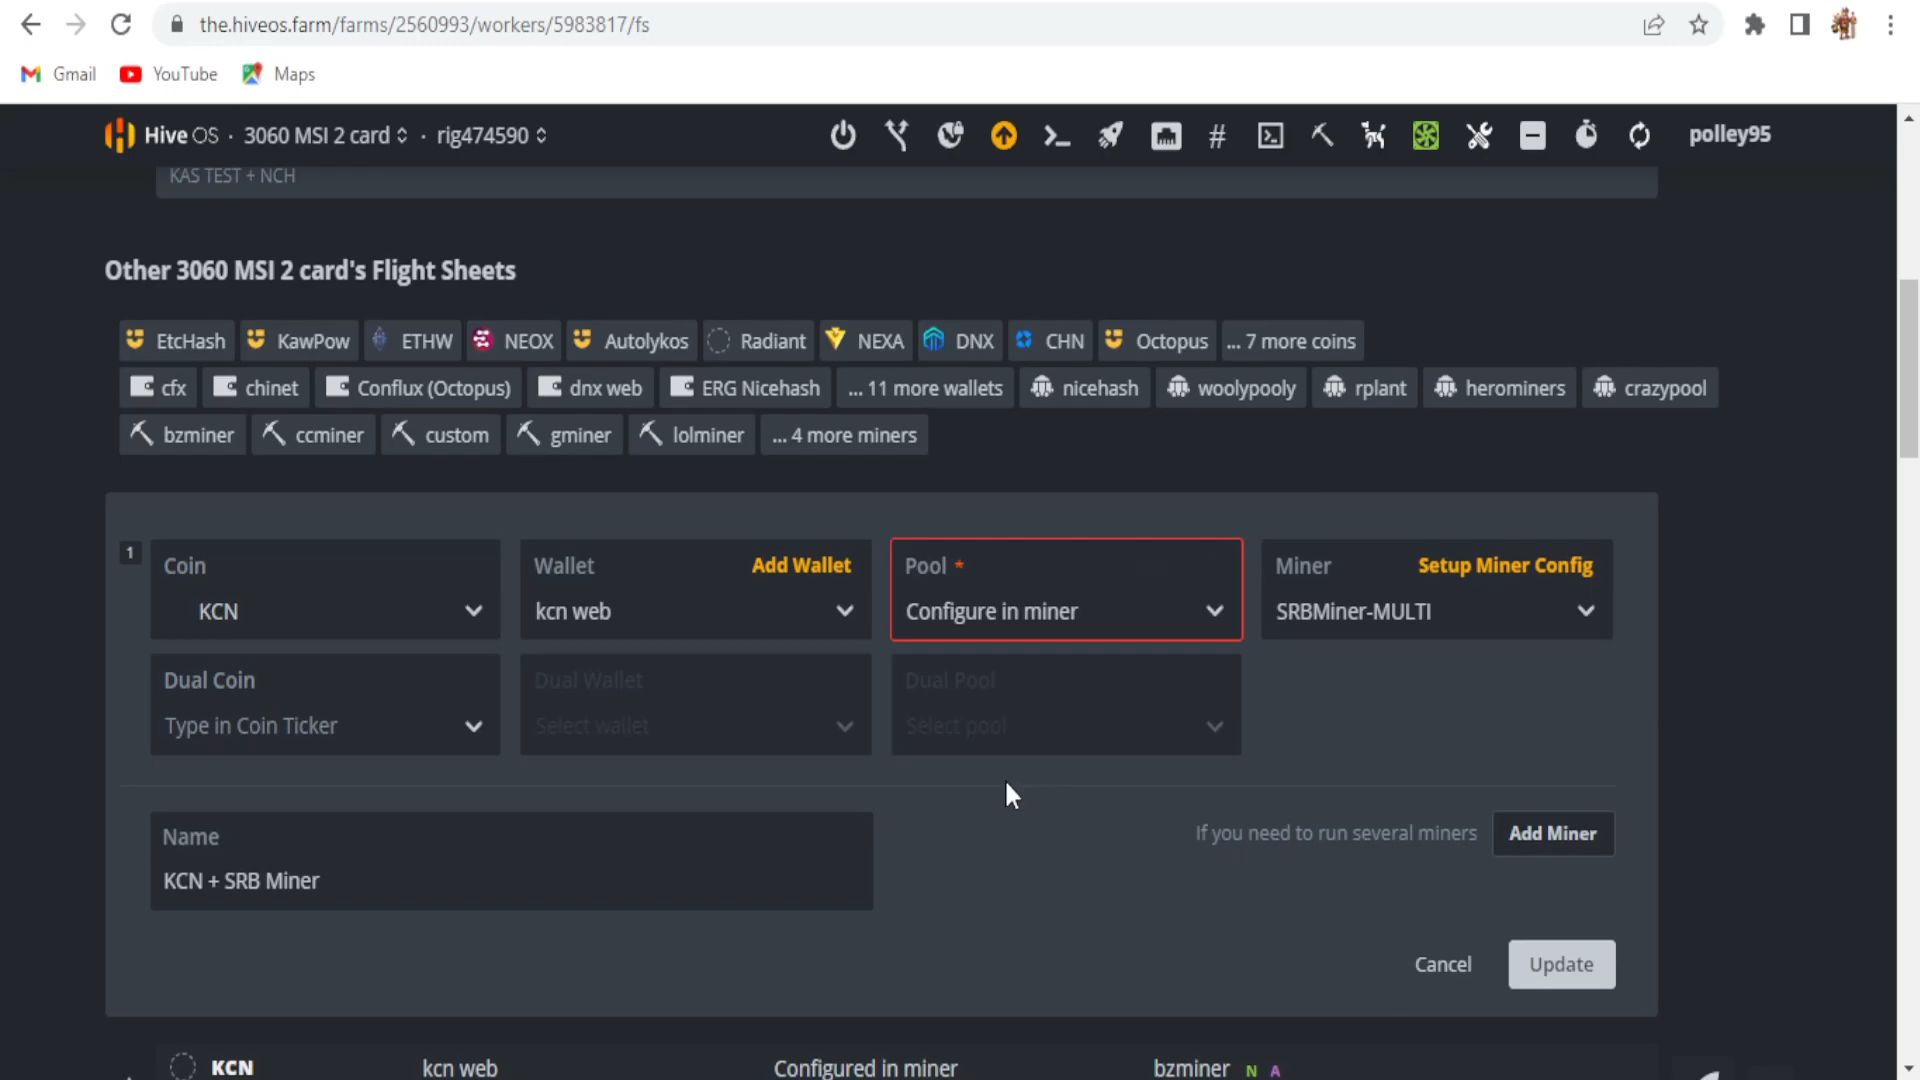 the.hiveos.farm/farms/2560993/workers/5983817/fs
Gmail YouTube Maps
Hive OS · 3060 MSI 2 card · rig474590 polley95
KAS TEST + NCH
Other 3060 MSI 2 card's Flight Sheets
EtcHash KawPow ETHW NEOX Autolykos Radiant NEXA DNX CHN Octopus ... 7 more coins
cfx chinet Conflux (Octopus) dnx web ERG Nicehash ... 11 more wallets nicehash woolypooly rplant herominers crazypool
bzminer ccminer custom gminer lolminer ... 4 more miners
1 Coin Wallet Add Wallet Pool * Miner Setup Miner Config
KCN kcn web Configure in miner SRBMiner-MULTI
Dual Coin Dual Wallet Dual Pool
Type in Coin Ticker Select wallet Select pool
Name
KCN + SRB Miner
If you need to run several miners Add Miner
Cancel Update
KCN kcn web Configured in miner bzminer N A